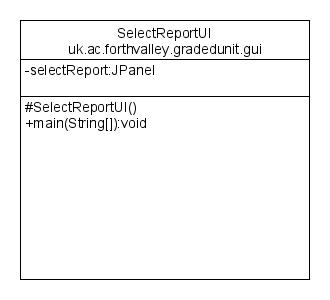 SelectReportUI
uk.ac.forthvalley.gradedunit.gui
-selectReport:JPanel
#SelectReportUI()
+main(String[]):void